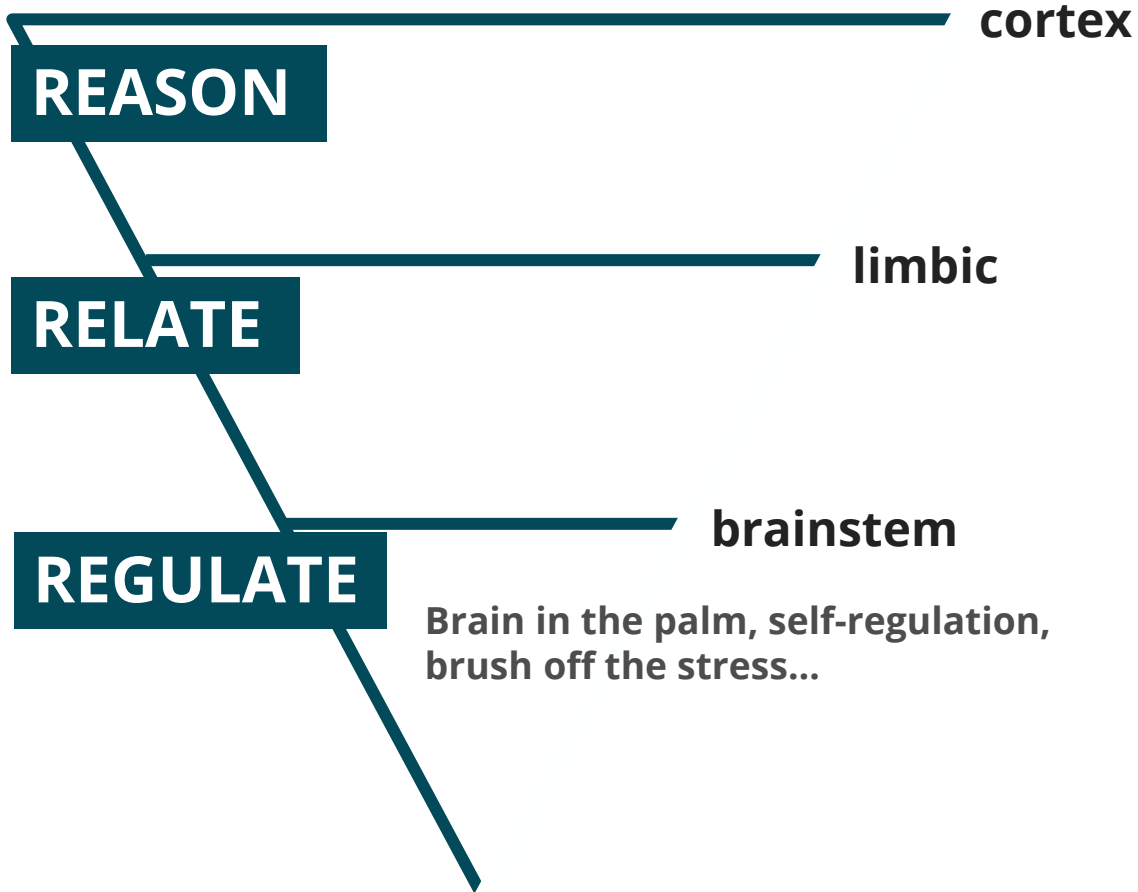 cortex
REASON
limbic
RELATE
brainstem
REGULATE
Brain in the palm, self-regulation,
brush off the stress...